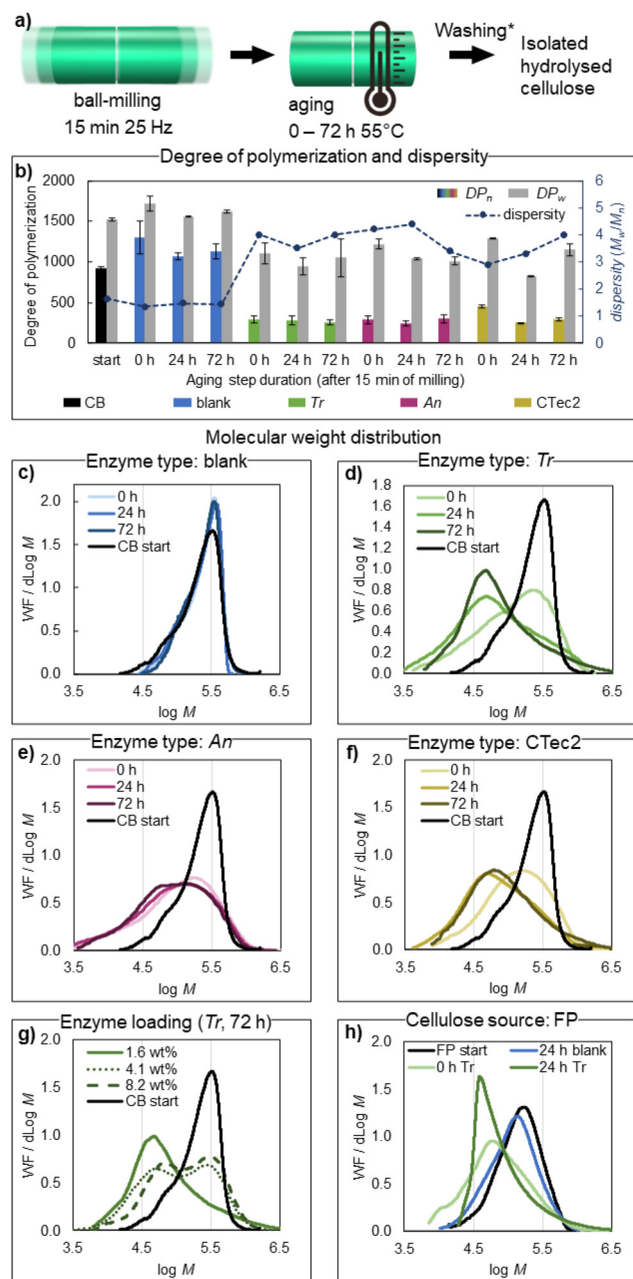 a)
Washing*
Isolated
hydrolysed
cellulose
ball-milling
15 min 25 Hz
aging
0 – 72 h 55°C
b)
Degree of polymerization and dispersity
Degree of polymerization
2000
1500
1000
500
0
DPn
DPw
dispersity
6
5
4
3
2
1
0
dispersity (Mw/Mn)
start 0 h 24 h 72 h 0 h 24 h 72 h 0 h 24 h 72 h 0 h 24 h 72 h
Aging step duration (after 15 min of milling)
CB blank Tr An CTec2
Molecular weight distribution
c)
Enzyme type: blank
0 h
24 h
72 h
CB start
WF / dLog M
2.0
1.5
1.0
0.5
0.0
3.5 4.5 5.5 6.5
log M
d)
Enzyme type: Tr
0 h
24 h
72 h
CB start
WF / dLog M
1.8
1.6
1.4
1.2
1.0
0.8
0.6
0.4
0.2
0.0
3.5 4.5 5.5 6.5
log M
e)
Enzyme type: An
0 h
24 h
72 h
CB start
WF / dLog M
2.0
1.5
1.0
0.5
0.0
3.5 4.5 5.5 6.5
log M
f)
Enzyme type: CTec2
0 h
24 h
72 h
CB start
WF / dLog M
2.0
1.5
1.0
0.5
0.0
3.5 4.5 5.5 6.5
log M
g)
Enzyme loading (Tr, 72 h)
1.6 wt%
4.1 wt%
8.2 wt%
CB start
WF / dLog M
2.0
1.5
1.0
0.5
0.0
3.5 4.5 5.5 6.5
log M
h)
Cellulose source: FP
FP start 24 h blank
0h Tr 24 h Tr
WF / dLog M
2.0
1.5
1.0
0.5
0.0
3.5 4.5 5.5 6.5
log M